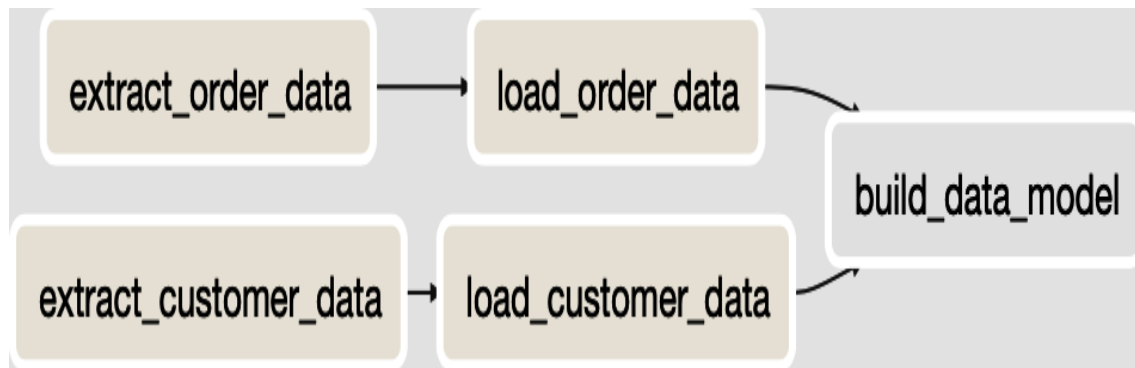 extract_order_data
load_order_data
build_data_model
extract_customer_data
load_customer_data